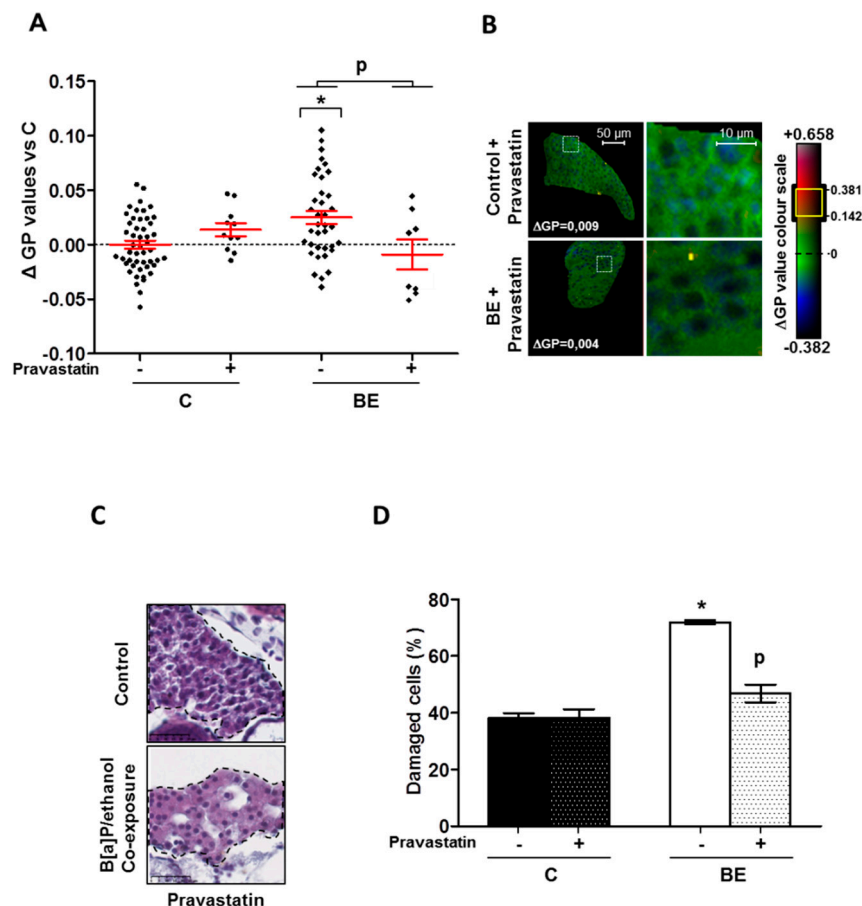 A
Δ GP values vs C
0.15
0.10
0.05
0.00
-0.05
-0.10
p
*
Pravastatin
-
+
-
+
C
BE
B
Control +
Pravastatin
50 µm
10 µm
ΔGP=0,009
BE +
Pravastatin
ΔGP=0,004
ΔGP value colour scale
+0.658
0.381
0.142
0
-0.382
C
Control
B[a]P/ethanol
Co-exposure
Pravastatin
D
Damaged cells (%)
80
60
40
20
0
*
p
Pravastatin
-
+
-
+
C
BE